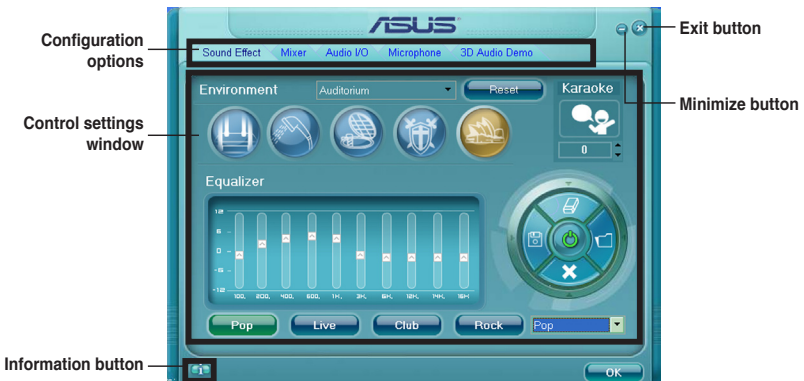 ASUS
Configuration options
Sound Effect Mixer Audio I/O Microphone 3D Audio Demo
Exit button
Minimize button
Environment Auditorium Reset Karaoke
0
Control settings window
Equalizer
12
6
0
-6
-12
100. 200. 400. 600. 1K. 3K. 6K. 12K. 14K. 16K
Pop Live Club Rock Pop
Information button
i
OK